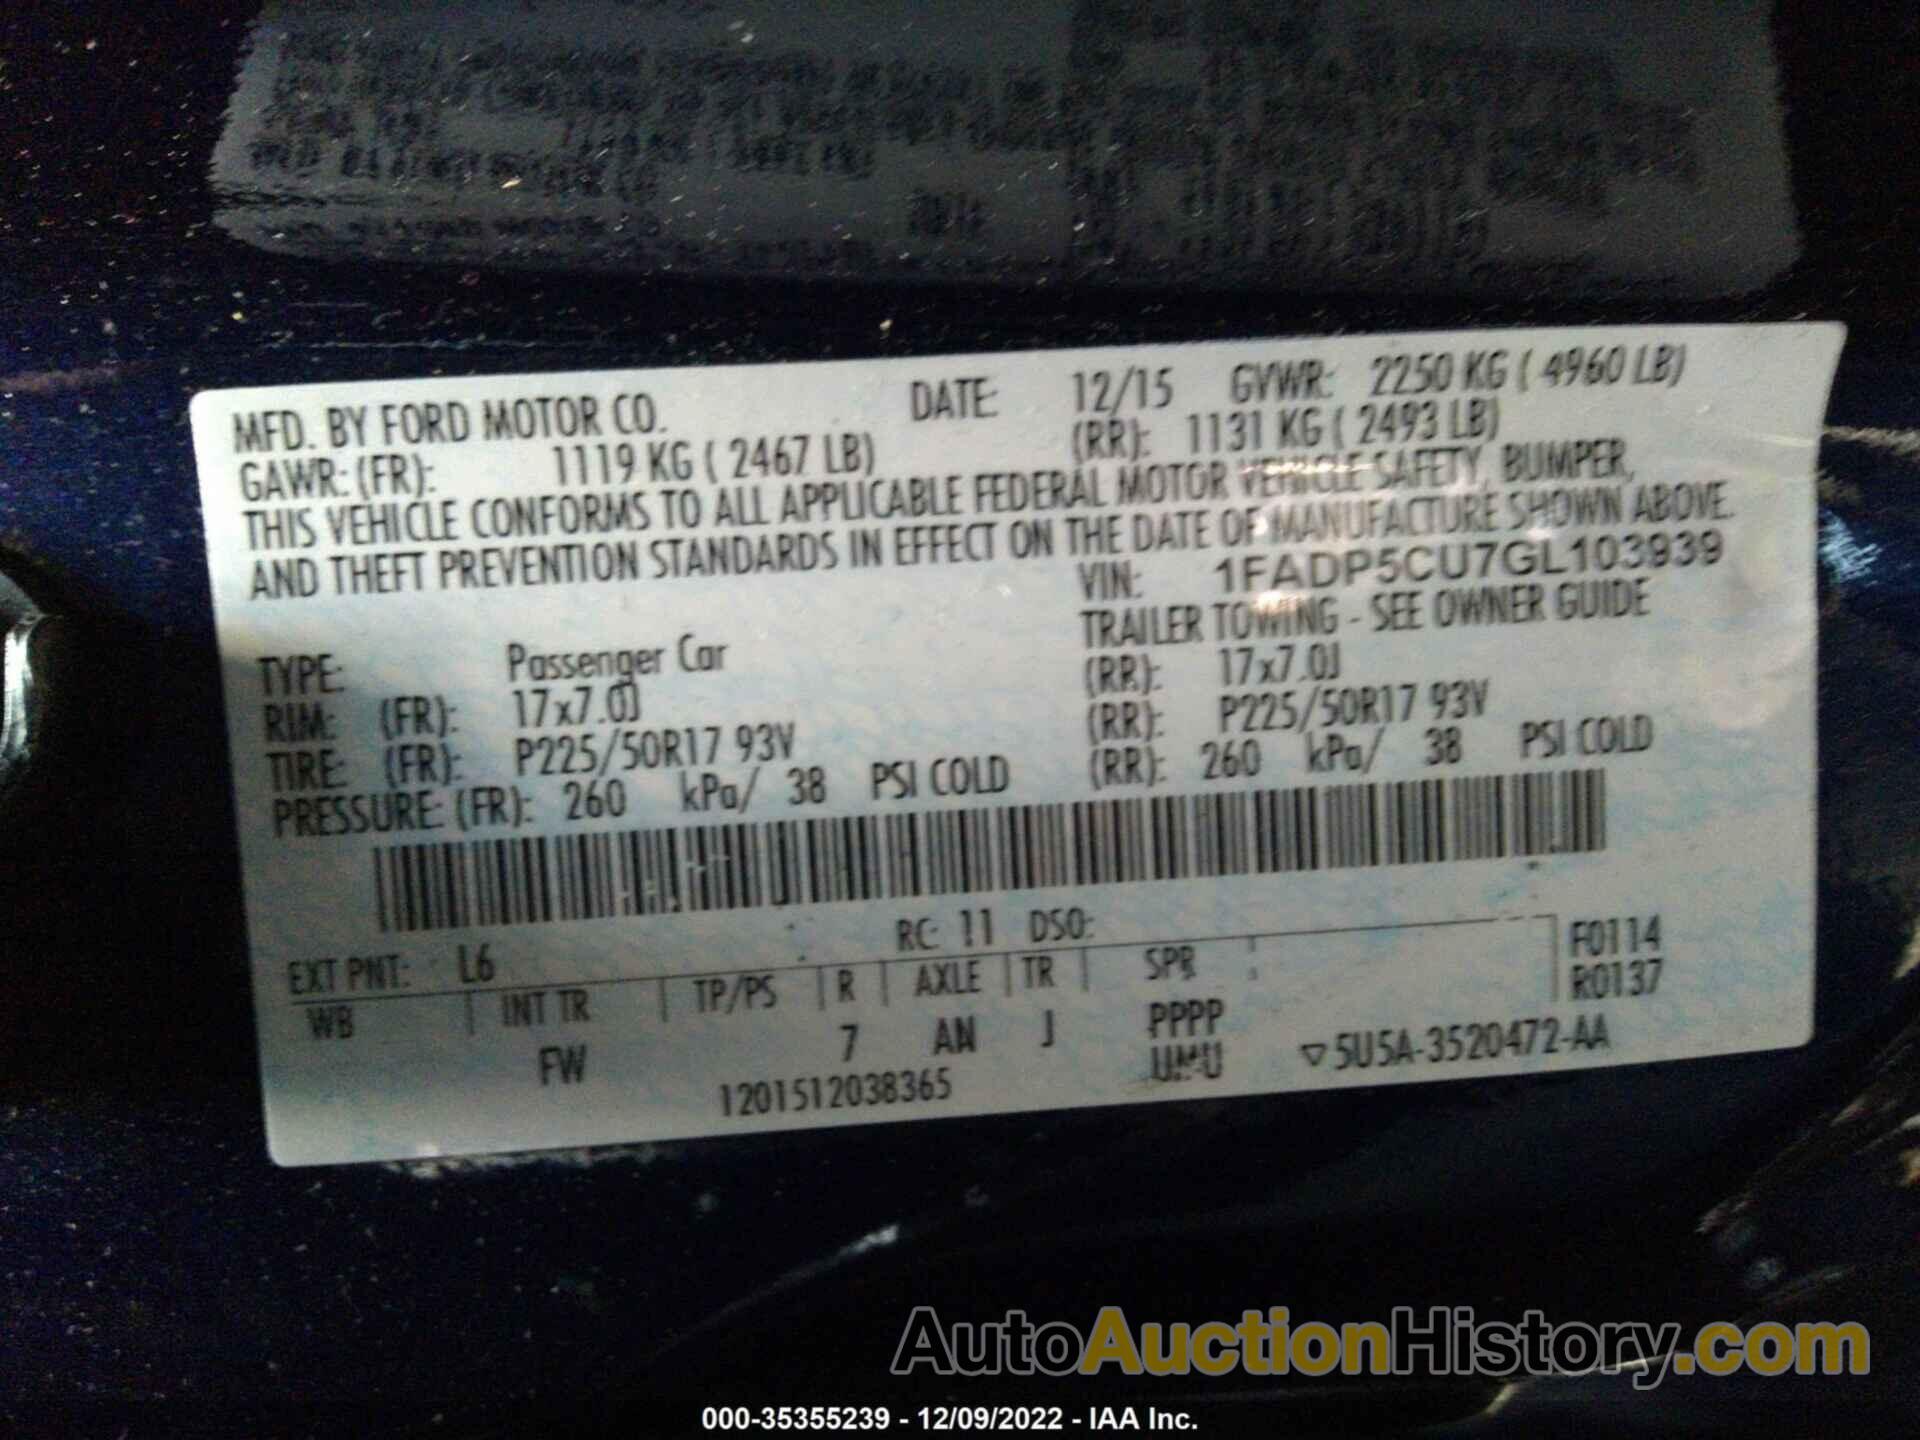 MFD. BY FORD MOTOR CO. DATE: 12/15 GVWR: 2250 KG ( 4960 LB)
GAWR: (FR): 1119 KG ( 2467 LB) (RR): 1131 KG ( 2493 LB)
THIS VEHICLE CONFORMS TO ALL APPLICABLE FEDERAL MOTOR VEHICLE SAFETY, BUMPER,
AND THEFT PREVENTION STANDARDS IN EFFECT ON THE DATE OF MANUFACTURE SHOWN ABOVE.
VIN: 1FADP5CU7GL103939
TRAILER TOWING - SEE OWNER GUIDE
TYPE: Passenger Car
RIM: (FR): 17x7.0J (RR): 17x7.0J
TIRE: (FR): P225/50R17 93V (RR): P225/50R17 93V
PRESSURE: (FR): 260 kPa/ 38 PSI COLD (RR): 260 kPa/ 38 PSI COLD
EXT PNT: L6 RC: 11 DSO: F0114
WB INT TR TP/PS R AXLE TR SPR R0137
FW 7 AN J PPPP
1201512038365 ▽5U5A-3520472-AA
AutoAuctionHistory.com
000-35355239 - 12/09/2022 - IAA Inc.